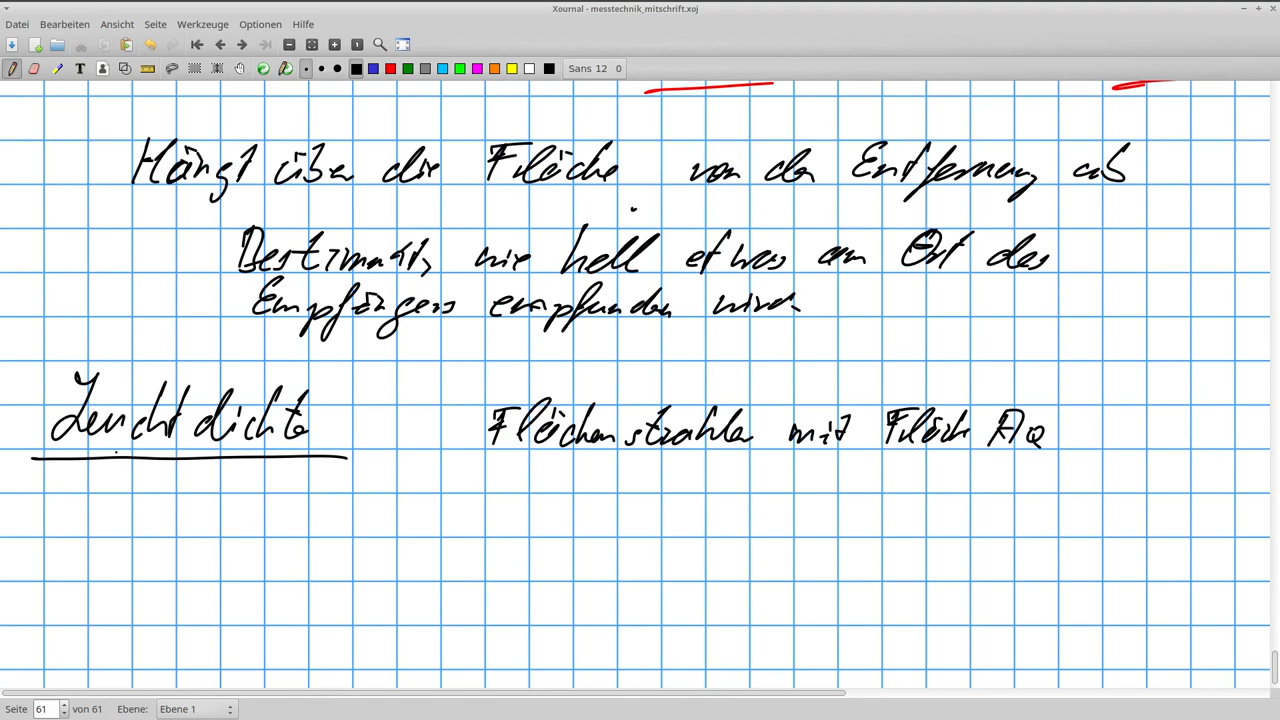 Xournal - messtechnik_mitschrift.xoj
Datei Bearbeiten Ansicht Seite Werkzeuge Optionen Hilfe
Sans 12 0
Hängt über die Fläche von der Entfernung ab
Bestimmt, wie hell etwas am Ort des
Empfängers empfunden wird.
Leuchtdichte Flächenstrahler mit Fläche AQ
Seite 61 von 61 Ebene: Ebene 1